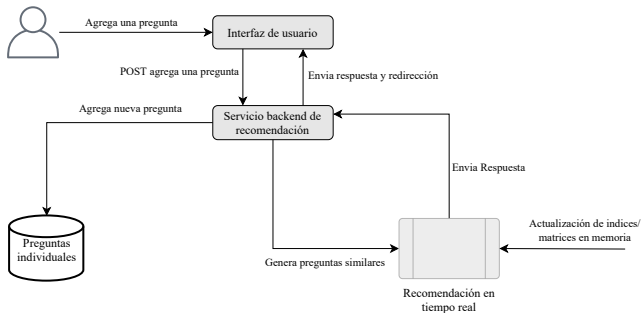 Agrega una pregunta
Interfaz de usuario
POST agrega una pregunta
Envia respuesta y redirección
Agrega nueva pregunta
Servicio backend de
recomendación
Envia Respuesta
Preguntas
individuales
Genera preguntas similares
Actualización de indices/
matrices en memoria
Recomendación en
tiempo real